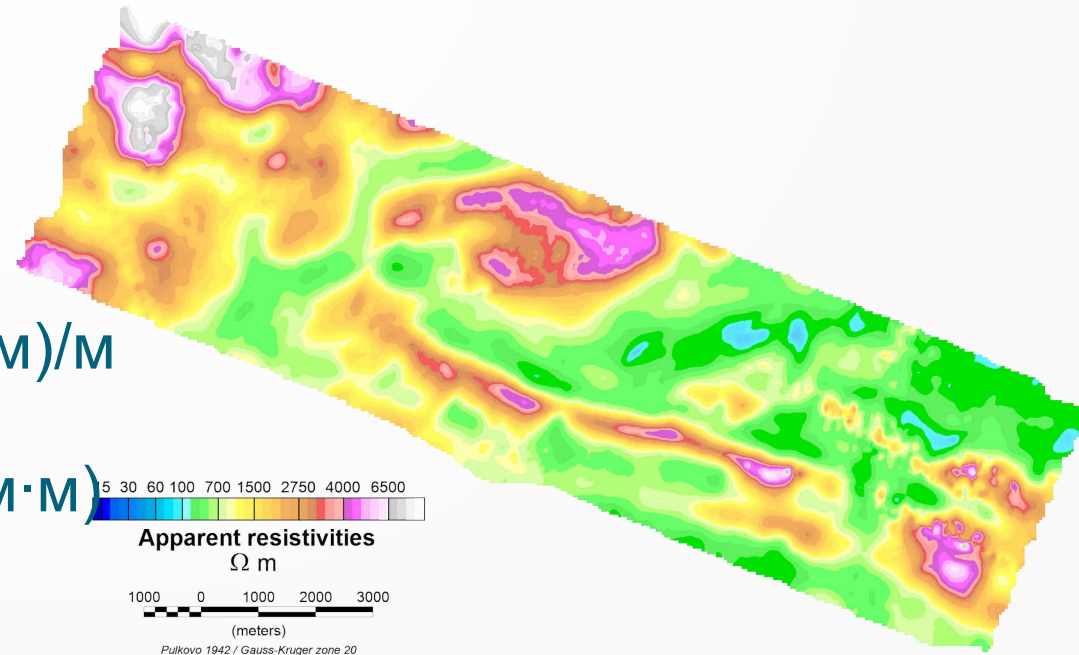 м)/м
м·м)
5 30 60 100 700 1500 2750 4000 6500
Apparent resistivities
Ω m
1000 0 1000 2000 3000
(meters)
Pulkovo 1942 / Gauss-Kruger zone 20